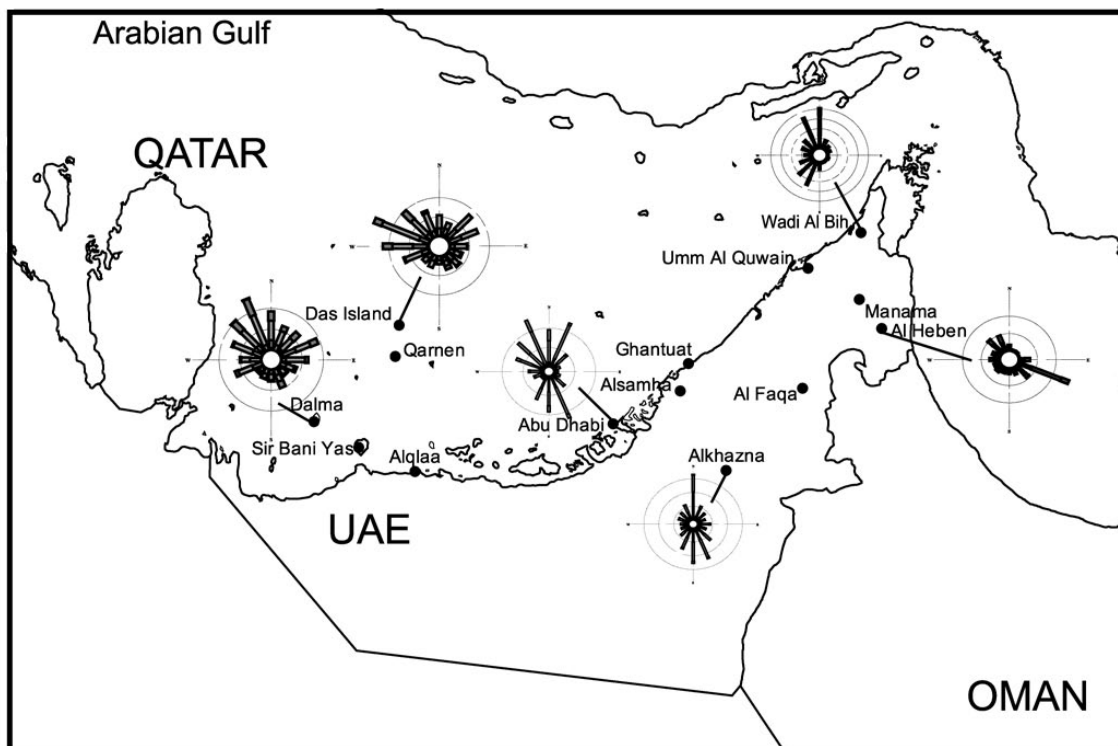 Arabian Gulf
QATAR
Wadi Al Bih
Umm Al Quwain
Das Island
Manama
Al Heben
Qarnen
Ghantuat
Alsamha
Al Faqa
Dalma
Abu Dhabi
Sir Bani Yas
Alqlaa
Alkhazna
UAE
OMAN